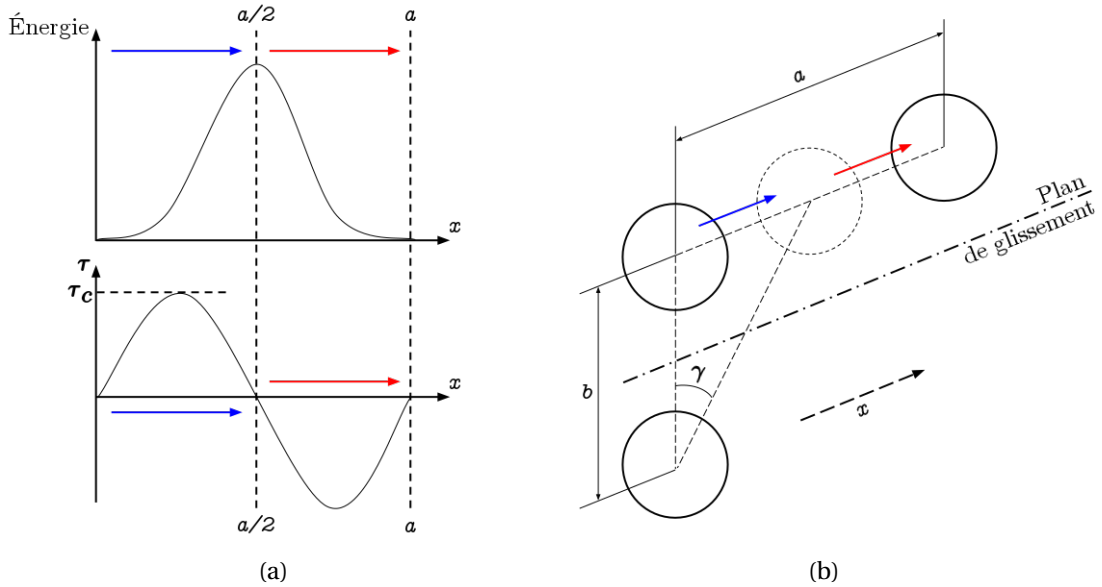 a/2
a
Énergie
x
τ
τc
x
a/2
a
(a)
a
Plan
de glissement
b
γ
x
(b)